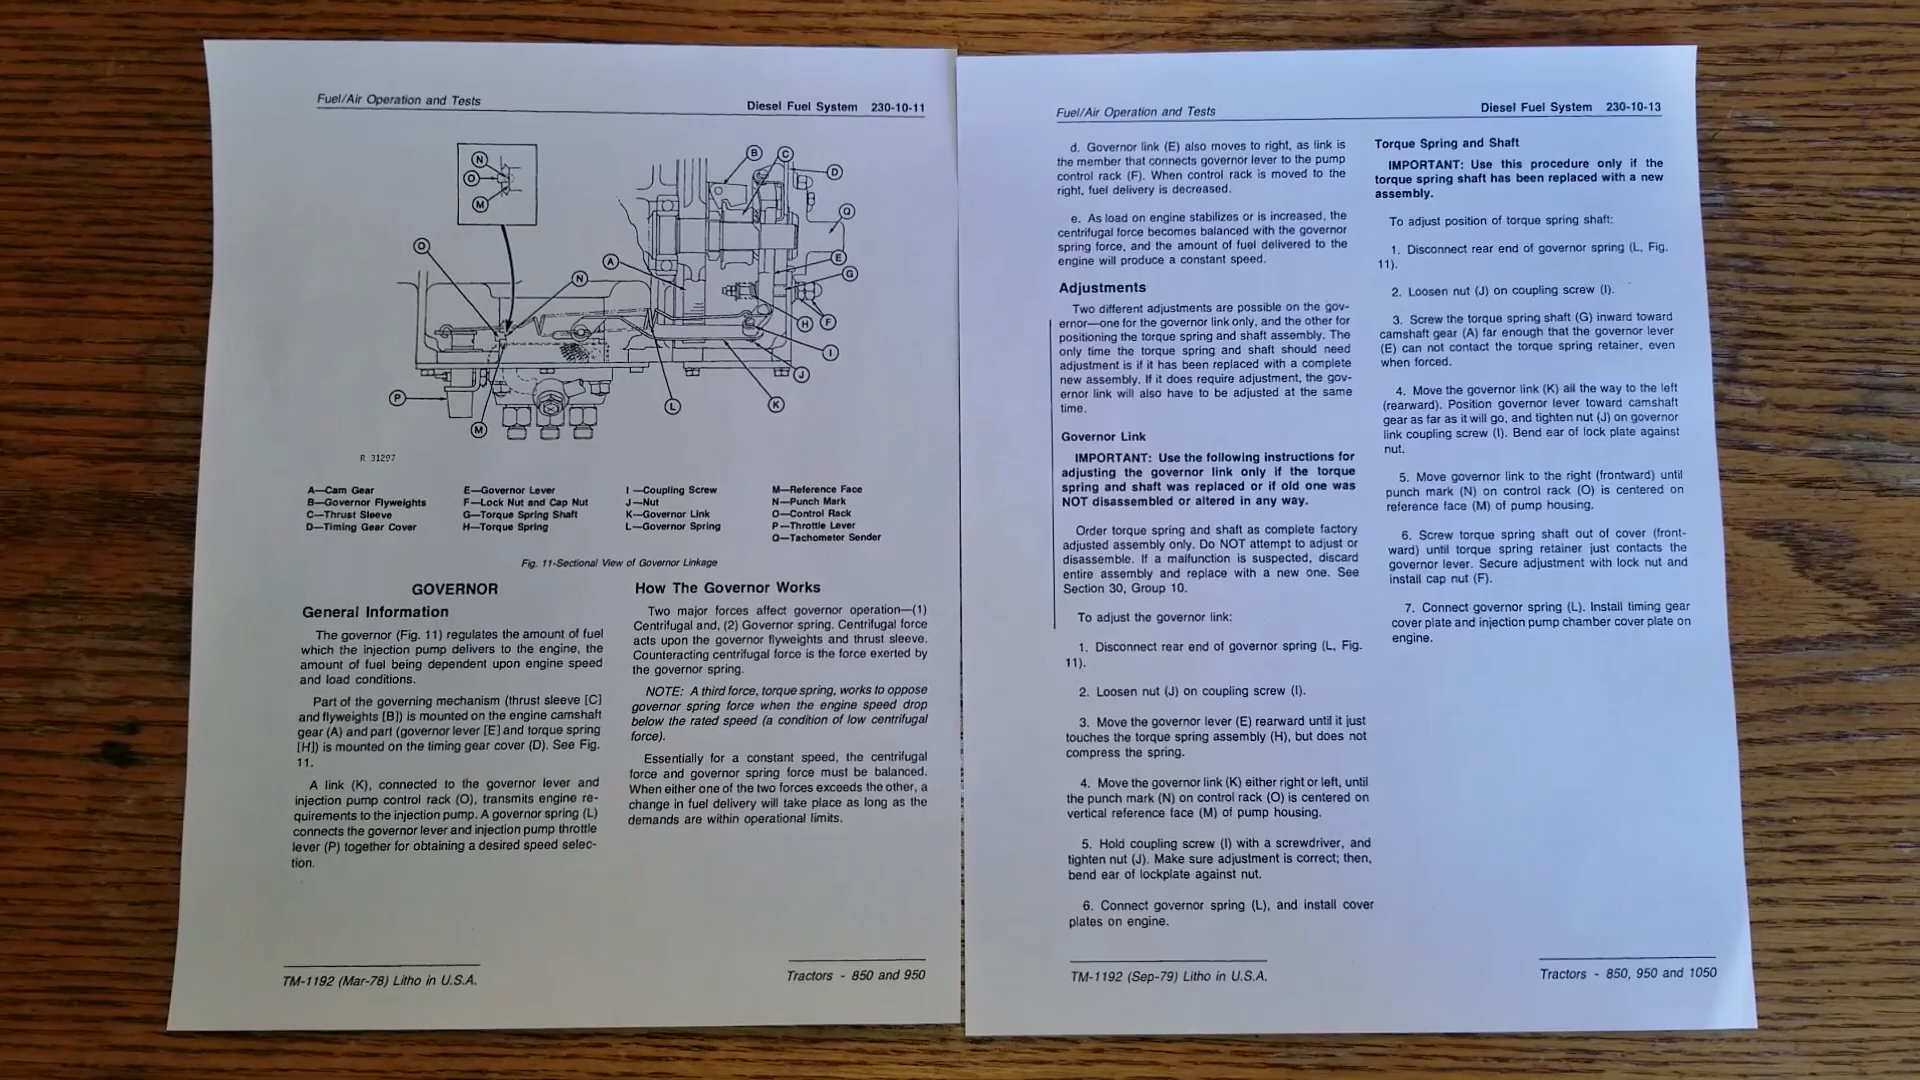 Fuel/Air Operation and Tests
Diesel Fuel System 230-10-11
N
O
M
B
C
D
Q
O
A
N
E
G
H
F
I
J
P
L
K
M
R 31297
A—Cam Gear
B—Governor Flyweights
C—Thrust Sleeve
D—Timing Gear Cover
E—Governor Lever
F—Lock Nut and Cap Nut
G—Torque Spring Shaft
H—Torque Spring
I —Coupling Screw
J—Nut
K—Governor Link
L—Governor Spring
M—Reference Face
N—Punch Mark
O—Control Rack
P—Throttle Lever
Q—Tachometer Sender
Fig. 11-Sectional View of Governor Linkage
GOVERNOR
General Information
The governor (Fig. 11) regulates the amount of fuel
which the injection pump delivers to the engine, the
amount of fuel being dependent upon engine speed
and load conditions.
Part of the governing mechanism (thrust sleeve [C]
and flyweights [B]) is mounted on the engine camshaft
gear (A) and part (governor lever [E] and torque spring
[H]) is mounted on the timing gear cover (D). See Fig.
11.
A link (K), connected to the governor lever and
injection pump control rack (O), transmits engine re-
quirements to the injection pump. A governor spring (L)
connects the governor lever and injection pump throttle
lever (P) together for obtaining a desired speed selec-
tion.
How The Governor Works
Two major forces affect governor operation—(1)
Centrifugal and, (2) Governor spring. Centrifugal force
acts upon the governor flyweights and thrust sleeve.
Counteracting centrifugal force is the force exerted by
the governor spring.
NOTE: A third force, torque spring, works to oppose
governor spring force when the engine speed drop
below the rated speed (a condition of low centrifugal
force).
Essentially for a constant speed, the centrifugal
force and governor spring force must be balanced.
When either one of the two forces exceeds the other, a
change in fuel delivery will take place as long as the
demands are within operational limits.
TM-1192 (Mar-78) Litho in U.S.A.
Tractors - 850 and 950
Fuel/Air Operation and Tests
Diesel Fuel System 230-10-13
d. Governor link (E) also moves to right, as link is
the member that connects governor lever to the pump
control rack (F). When control rack is moved to the
right, fuel delivery is decreased.
e. As load on engine stabilizes or is increased, the
centrifugal force becomes balanced with the governor
spring force, and the amount of fuel delivered to the
engine will produce a constant speed.
Adjustments
Two different adjustments are possible on the gov-
ernor—one for the governor link only, and the other for
positioning the torque spring and shaft assembly. The
only time the torque spring and shaft should need
adjustment is if it has been replaced with a complete
new assembly. If it does require adjustment, the gov-
ernor link will also have to be adjusted at the same
time.
Governor Link
IMPORTANT: Use the following instructions for
adjusting the governor link only if the torque
spring and shaft was replaced or if old one was
NOT disassembled or altered in any way.
Order torque spring and shaft as complete factory
adjusted assembly only. Do NOT attempt to adjust or
disassemble. If a malfunction is suspected, discard
entire assembly and replace with a new one. See
Section 30, Group 10.
To adjust the governor link:
1. Disconnect rear end of governor spring (L, Fig.
11).
2. Loosen nut (J) on coupling screw (I).
3. Move the governor lever (E) rearward until it just
touches the torque spring assembly (H), but does not
compress the spring.
4. Move the governor link (K) either right or left, until
the punch mark (N) on control rack (O) is centered on
vertical reference face (M) of pump housing.
5. Hold coupling screw (I) with a screwdriver, and
tighten nut (J). Make sure adjustment is correct; then,
bend ear of lockplate against nut.
6. Connect governor spring (L), and install cover
plates on engine.
Torque Spring and Shaft
IMPORTANT: Use this procedure only if the
torque spring shaft has been replaced with a new
assembly.
To adjust position of torque spring shaft:
1. Disconnect rear end of governor spring (L, Fig.
11).
2. Loosen nut (J) on coupling screw (I).
3. Screw the torque spring shaft (G) inward toward
camshaft gear (A) far enough that the governor lever
(E) can not contact the torque spring retainer, even
when forced.
4. Move the governor link (K) all the way to the left
(rearward). Position governor lever toward camshaft
gear as far as it will go, and tighten nut (J) on governor
link coupling screw (I). Bend ear of lock plate against
nut.
5. Move governor link to the right (frontward) until
punch mark (N) on control rack (O) is centered on
reference face (M) of pump housing.
6. Screw torque spring shaft out of cover (front-
ward) until torque spring retainer just contacts the
governor lever. Secure adjustment with lock nut and
install cap nut (F).
7. Connect governor spring (L). Install timing gear
cover plate and injection pump chamber cover plate on
engine.
TM-1192 (Sep-79) Litho in U.S.A.
Tractors - 850, 950 and 1050